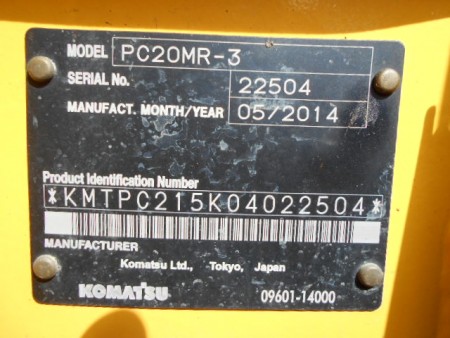 MODEL PC20MR-3
SERIAL No. 22504
MANUFACT. MONTH/YEAR 05/2014
Product Identification Number
*KMTPC215K04022504*
MANUFACTURER
Komatsu Ltd., Tokyo, Japan
KOMATSU 09601-14000